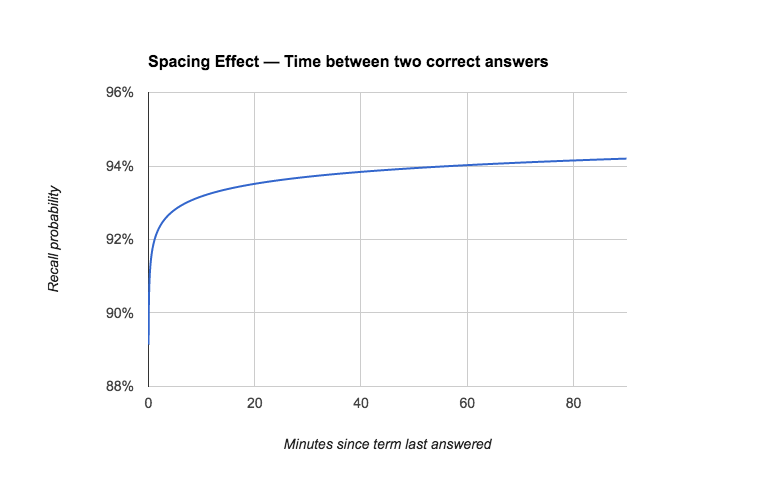 Spacing Effect — Time between two correct answers
96%
94%
92%
90%
88%
Recall probability
0 20 40 60 80
Minutes since term last answered